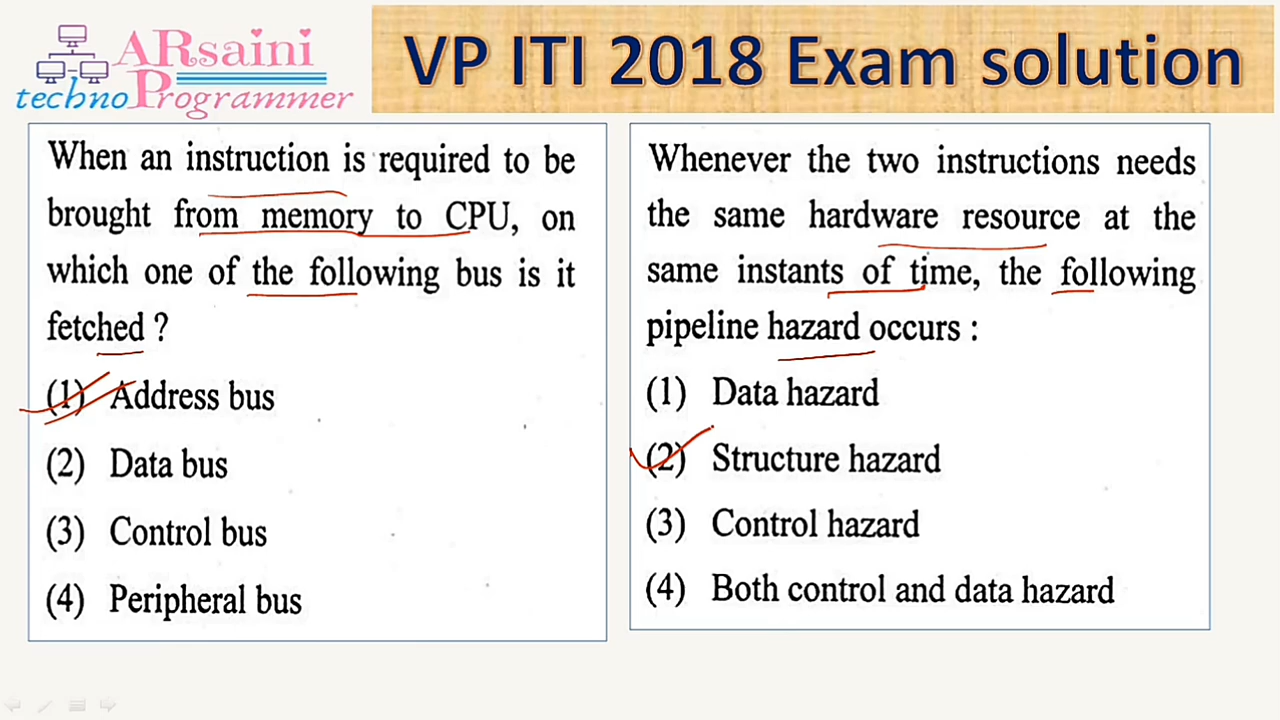 ARsaini
techno Programmer
VP ITI 2018 Exam solution
When an instruction is required to be
brought from memory to CPU, on
which one of the following bus is it
fetched ?
(1) Address bus
(2) Data bus
(3) Control bus
(4) Peripheral bus
Whenever the two instructions needs
the same hardware resource at the
same instants of time, the following
pipeline hazard occurs :
(1) Data hazard
(2) Structure hazard
(3) Control hazard
(4) Both control and data hazard